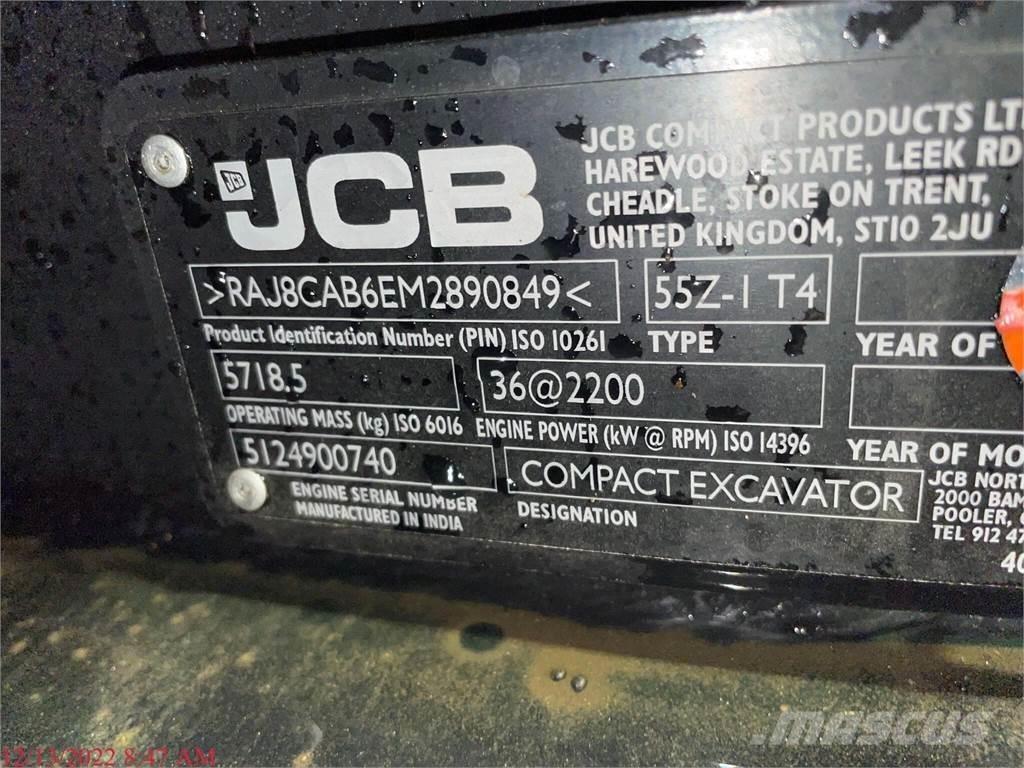 JCB
JCB
JCB COMPACT PRODUCTS LT
HAREWOOD ESTATE, LEEK RD
CHEADLE, STOKE ON TRENT,
UNITED KINGDOM, ST10 2JU
>RAJ8CAB6EM2890849<
55Z-1 T4
Product Identification Number (PIN) ISO 10261
TYPE
YEAR OF
5718.5
36@2200
OPERATING MASS (kg) ISO 6016
ENGINE POWER (kW @ RPM) ISO 14396
YEAR OF MO
5124900740
COMPACT EXCAVATOR
ENGINE SERIAL NUMBER
MANUFACTURED IN INDIA
DESIGNATION
JCB NORT
2000 BAM
POOLER,
TEL 912 47
40
mascus
12/13/2022 8:47 AM